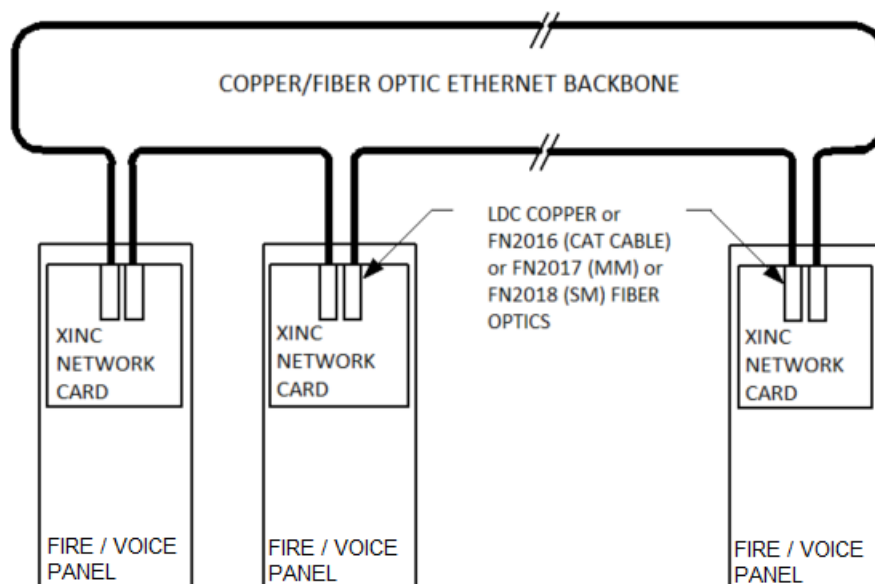 COPPER/FIBER OPTIC ETHERNET BACKBONE
LDC COPPER or
FN2016 (CAT CABLE)
or FN2017 (MM) or
FN2018 (SM) FIBER
OPTICS
XINC
NETWORK
CARD
XINC
NETWORK
CARD
XINC
NETWORK
CARD
FIRE / VOICE
PANEL
FIRE / VOICE
PANEL
FIRE / VOICE
PANEL